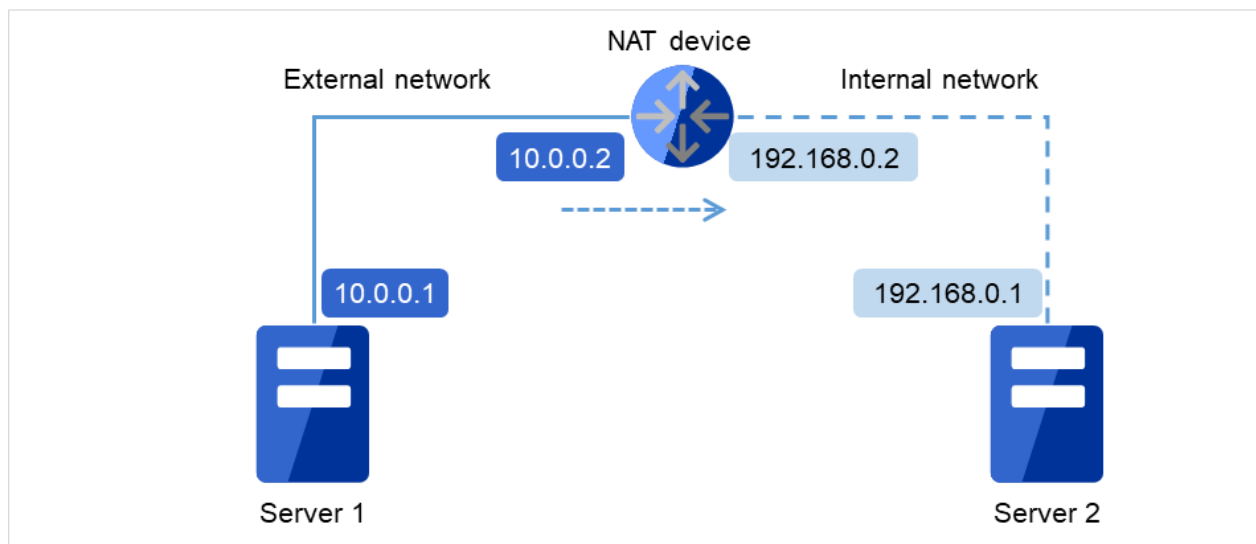 NAT device
External network
Internal network
10.0.0.2
192.168.0.2
10.0.0.1
192.168.0.1
Server 1
Server 2